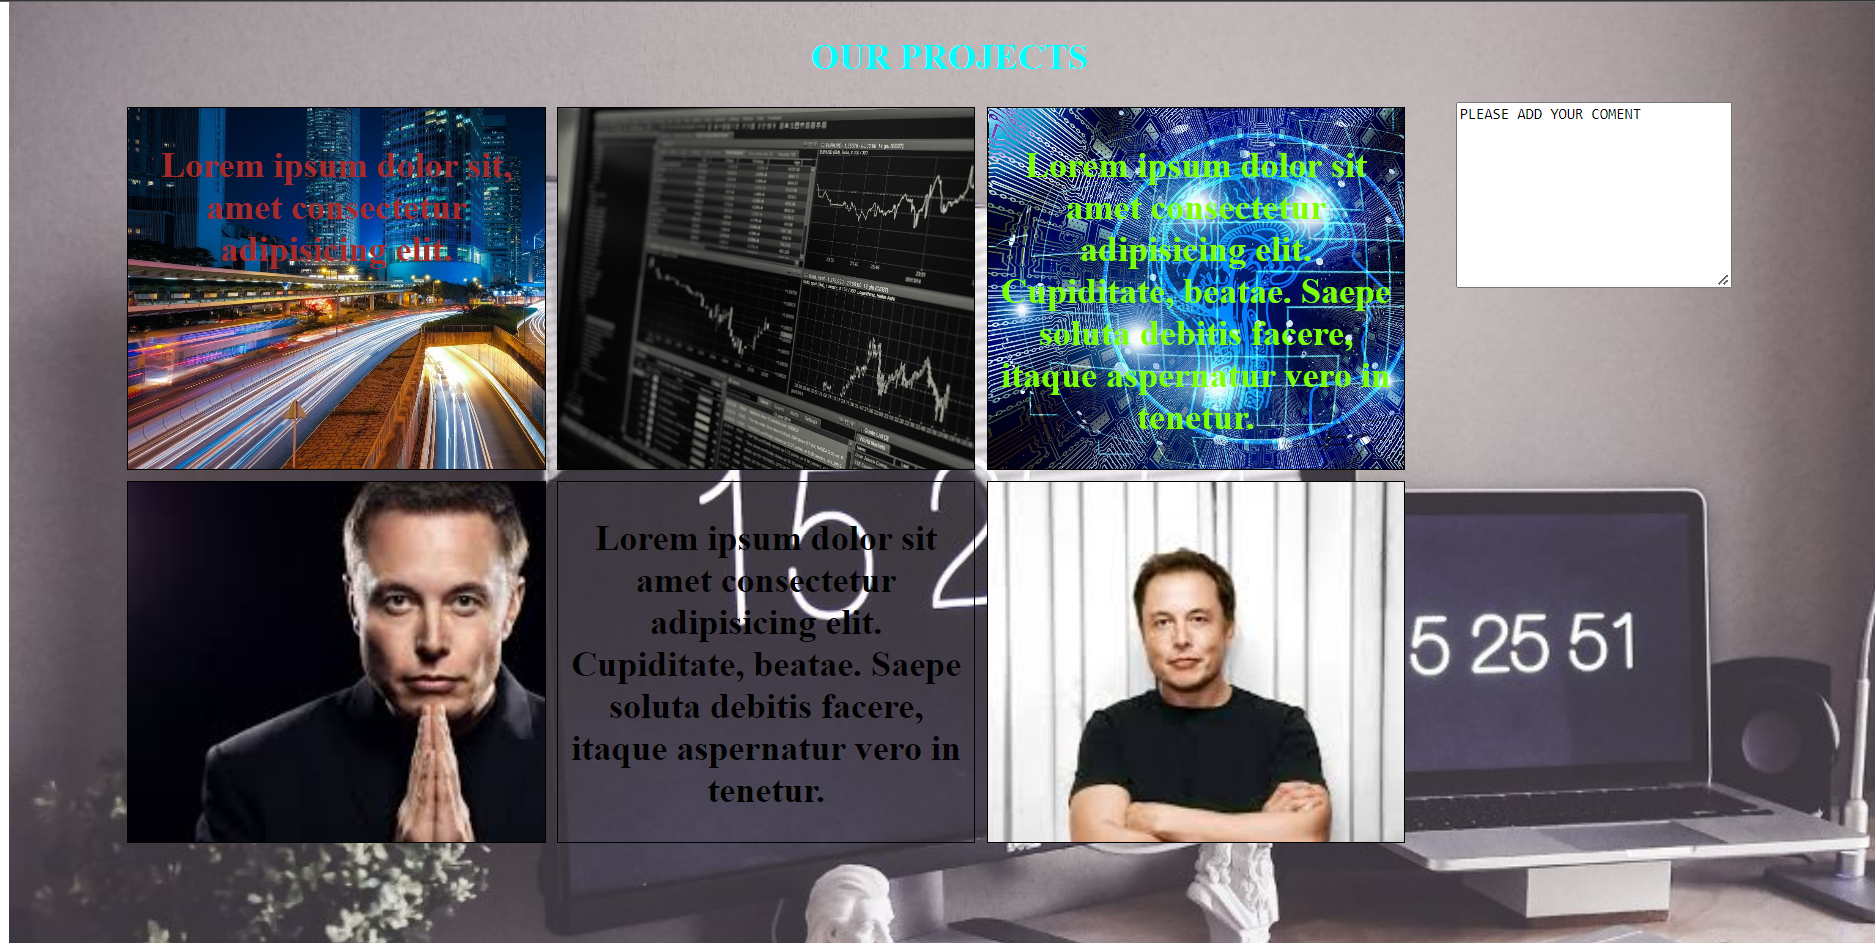 OUR PROJECTS
Lorem ipsum dolor sit,
amet consectetur
adipisicing elit.
Lorem ipsum dolor sit
amet consectetur
adipisicing elit.
Cupiditate, beatae. Saepe
soluta debitis facere,
itaque aspernatur vero in
tenetur.
PLEASE ADD YOUR COMENT
15 2
Lorem ipsum dolor sit
amet consectetur
adipisicing elit.
Cupiditate, beatae. Saepe
soluta debitis facere,
itaque aspernatur vero in
tenetur.
5 25 51